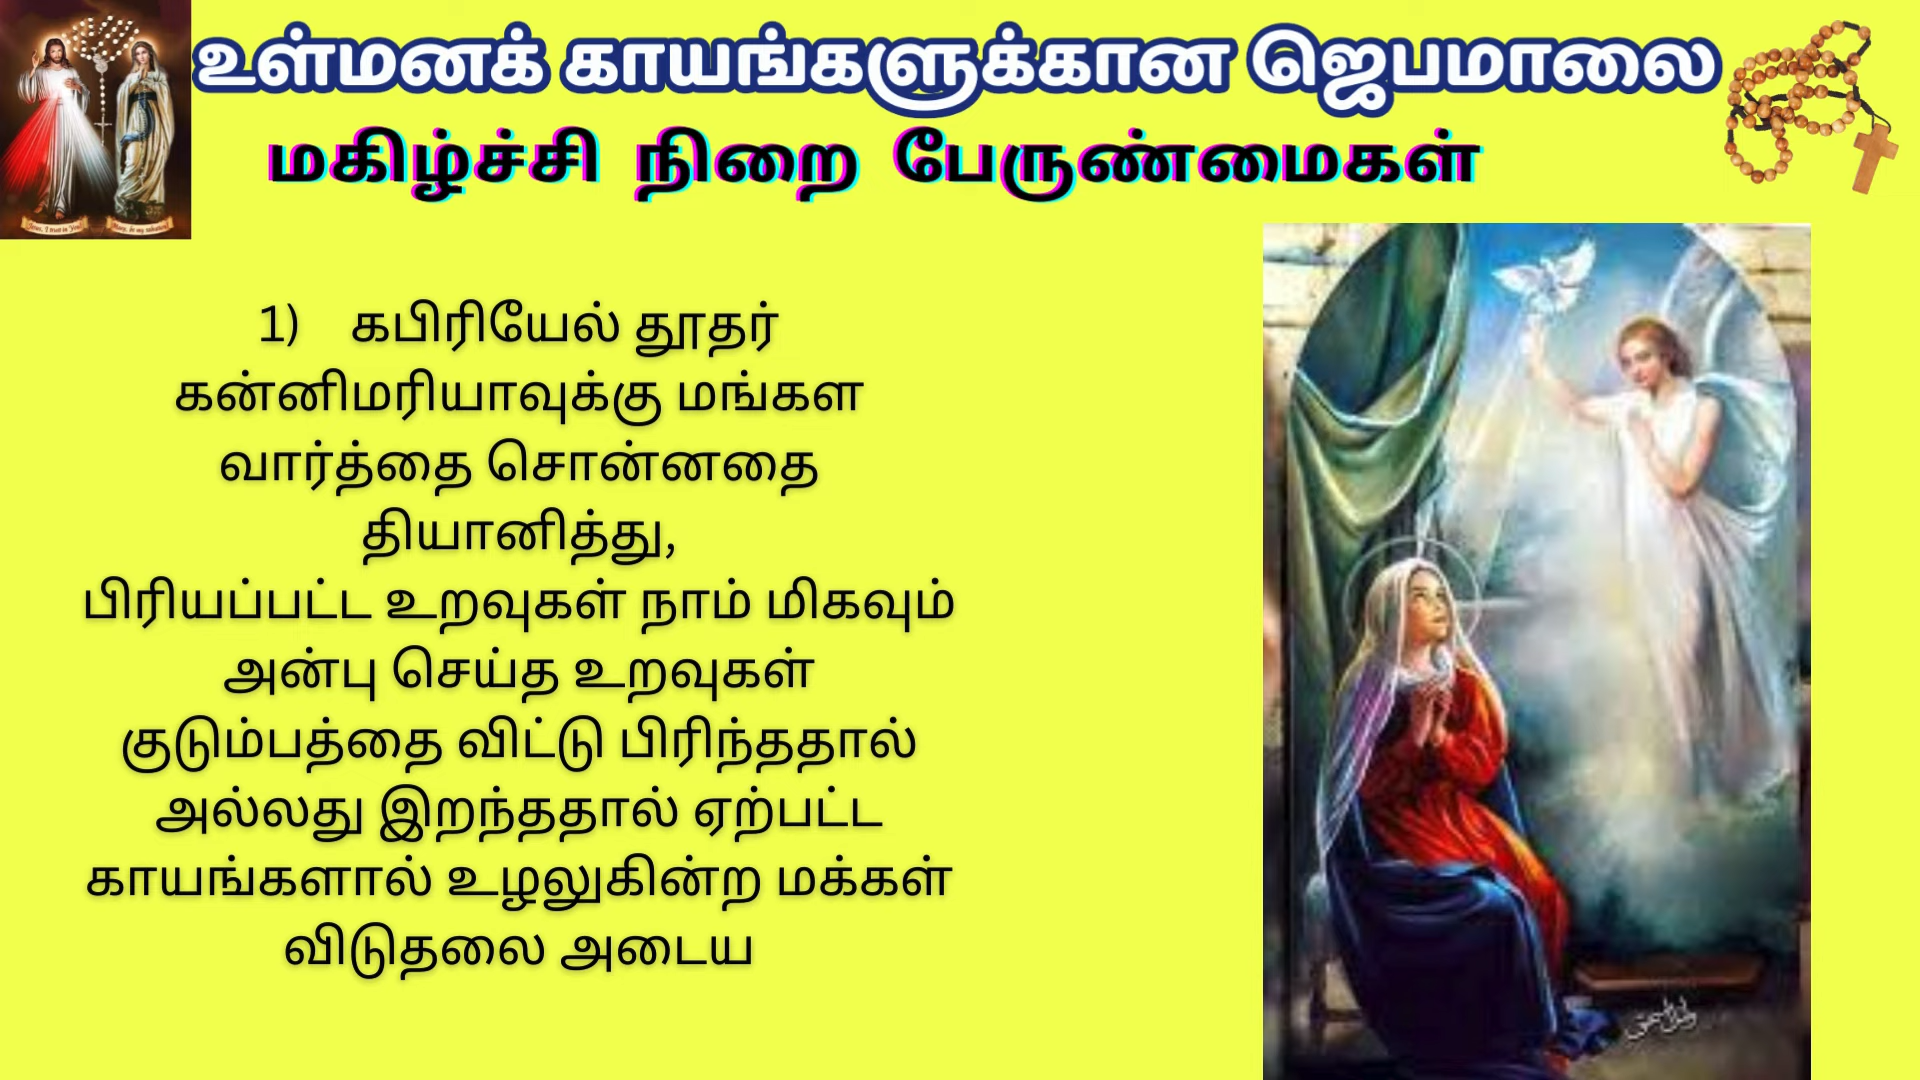 உள்மனக் காயங்களுக்கான ஜெபமாலை
மகிழ்ச்சி நிறை பேருண்மைகள்
1) கபிரியேல் தூதர்
கன்னிமரியாவுக்கு மங்கள
வார்த்தை சொன்னதை
தியானித்து,
பிரியப்பட்ட உறவுகள் நாம் மிகவும்
அன்பு செய்த உறவுகள்
குடும்பத்தை விட்டு பிரிந்ததால்
அல்லது இறந்ததால் ஏற்பட்ட
காயங்களால் உழலுகின்ற மக்கள்
விடுதலை அடைய